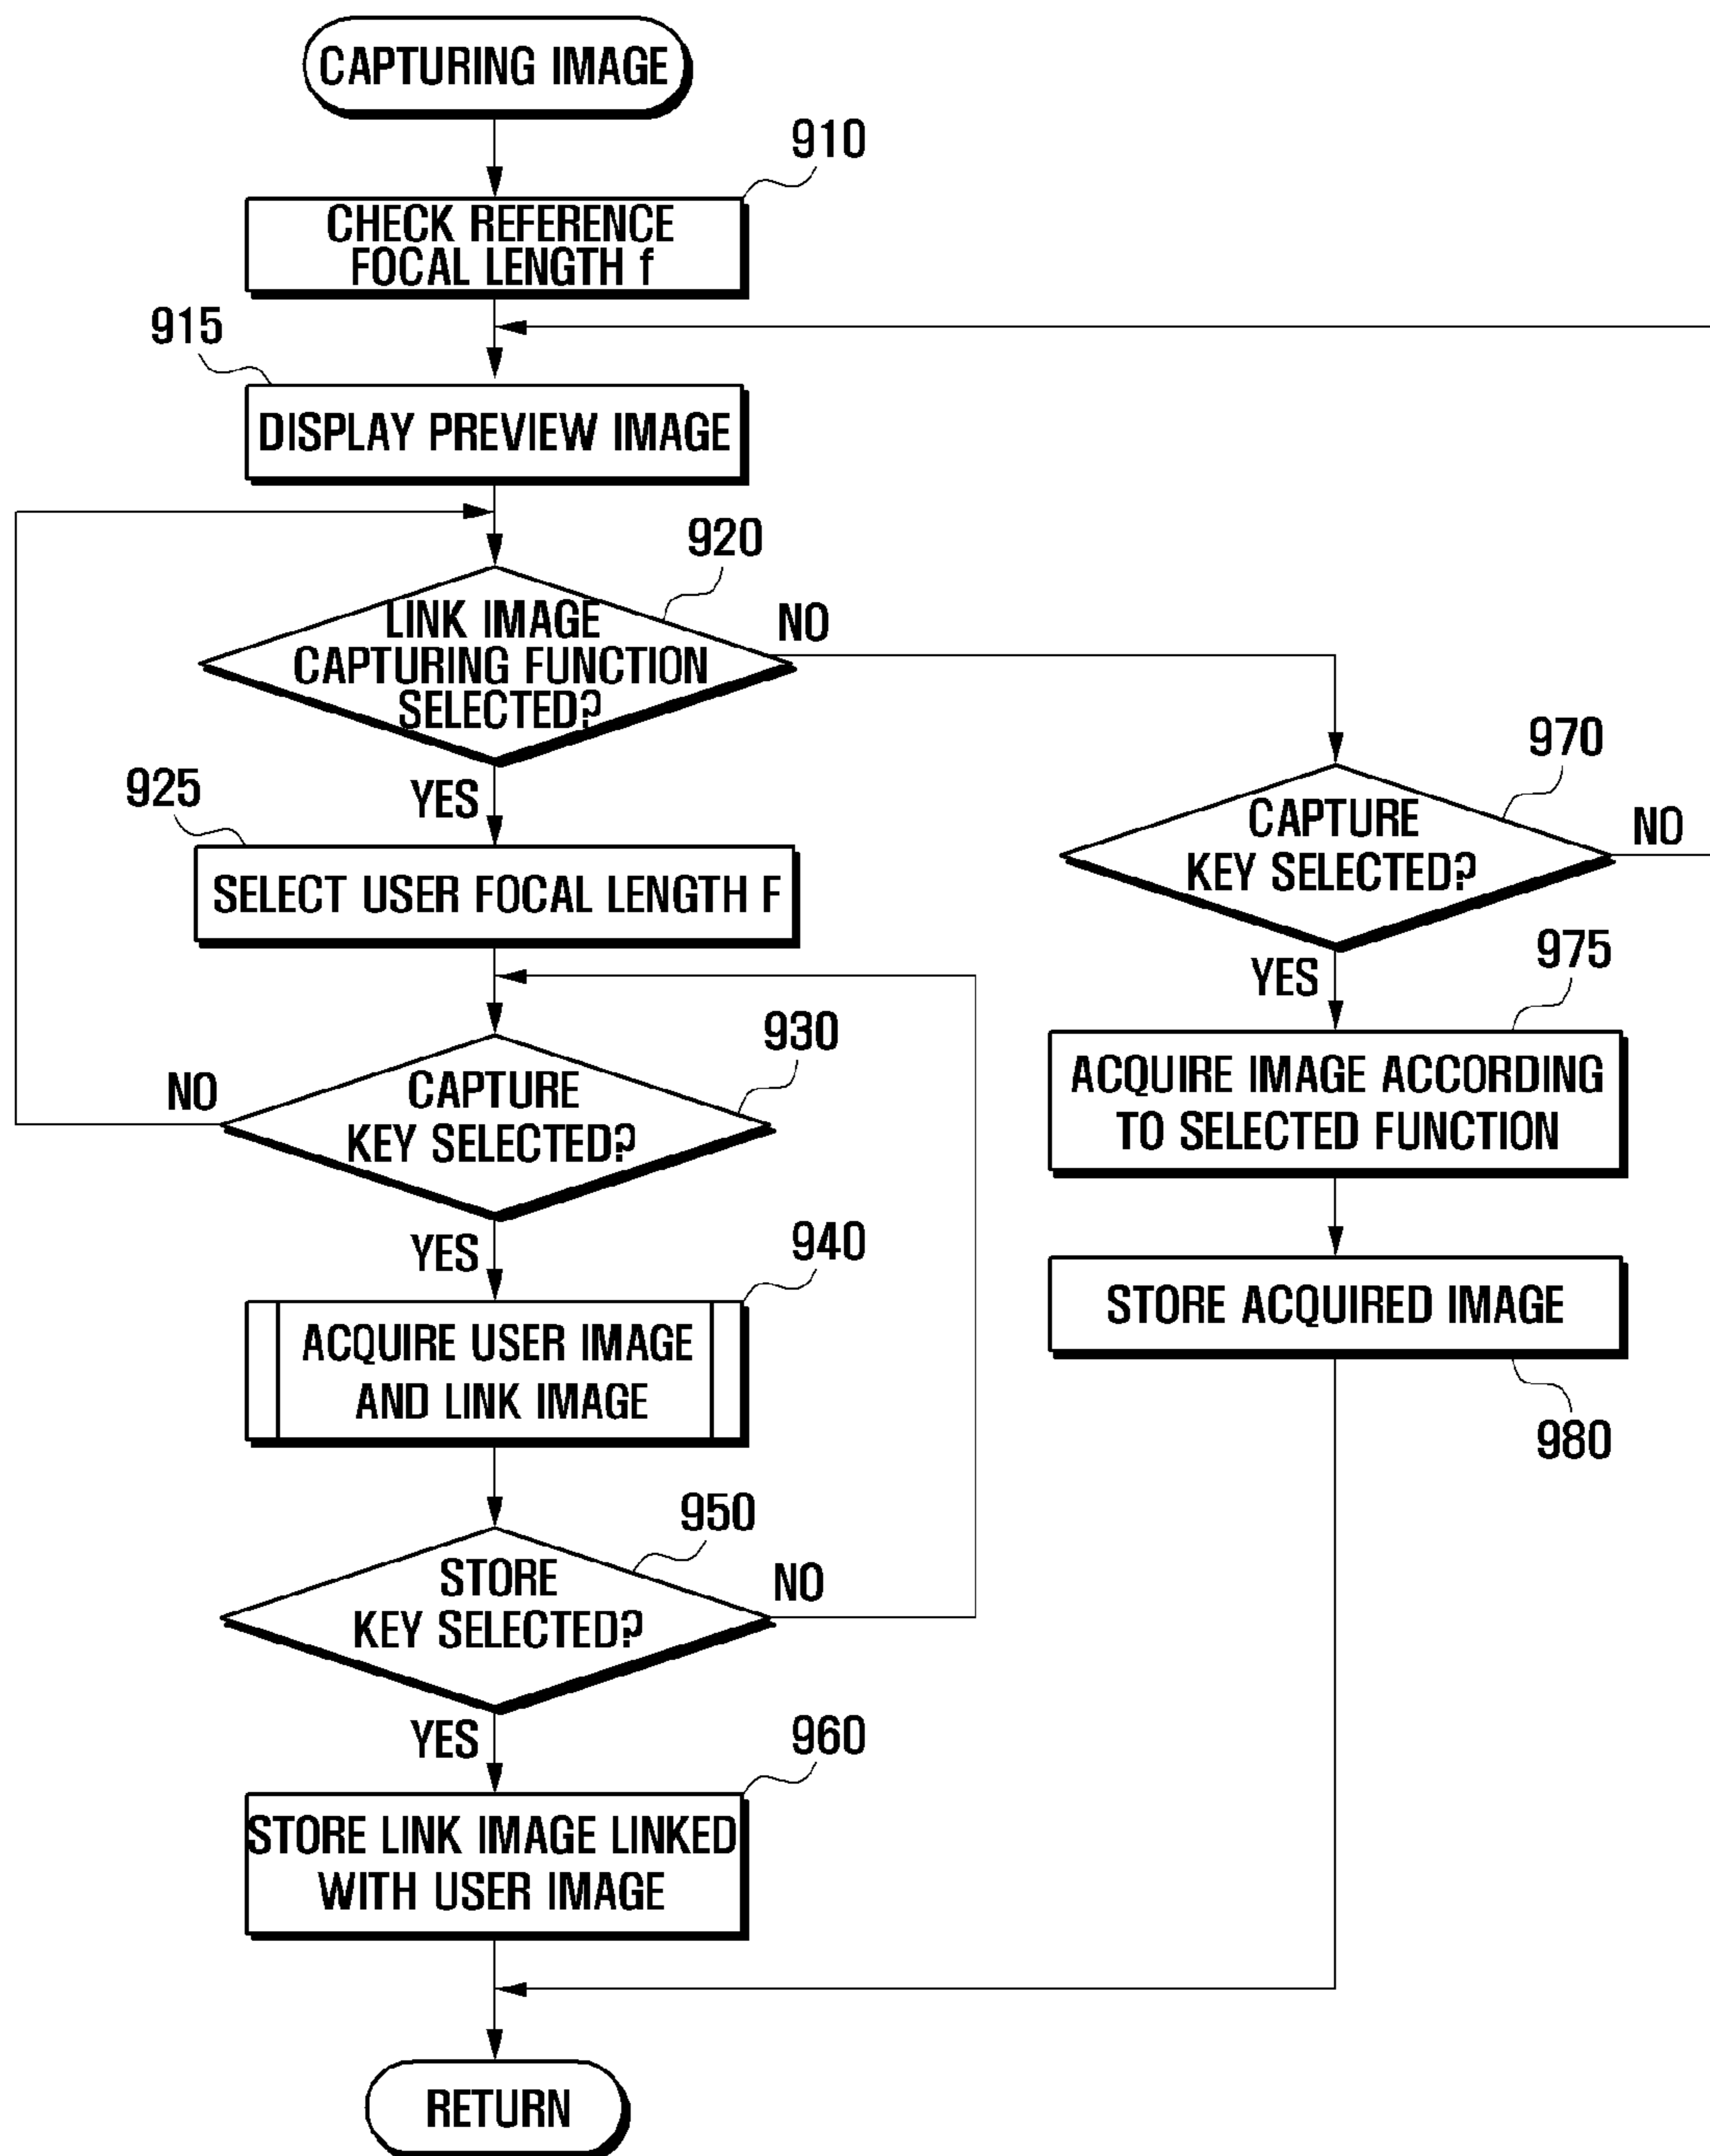 CAPTURING IMAGE
910
CHECK REFERENCE
FOCAL LENGTH f
915
DISPLAY PREVIEW IMAGE
920
LINK IMAGE
CAPTURING FUNCTION
SELECTED?
NO
YES
925
SELECT USER FOCAL LENGTH F
930
CAPTURE
KEY SELECTED?
NO
YES
940
ACQUIRE USER IMAGE
AND LINK IMAGE
950
STORE
KEY SELECTED?
NO
YES
960
STORE LINK IMAGE LINKED
WITH USER IMAGE
970
CAPTURE
KEY SELECTED?
NO
YES
975
ACQUIRE IMAGE ACCORDING
TO SELECTED FUNCTION
STORE ACQUIRED IMAGE
980
RETURN